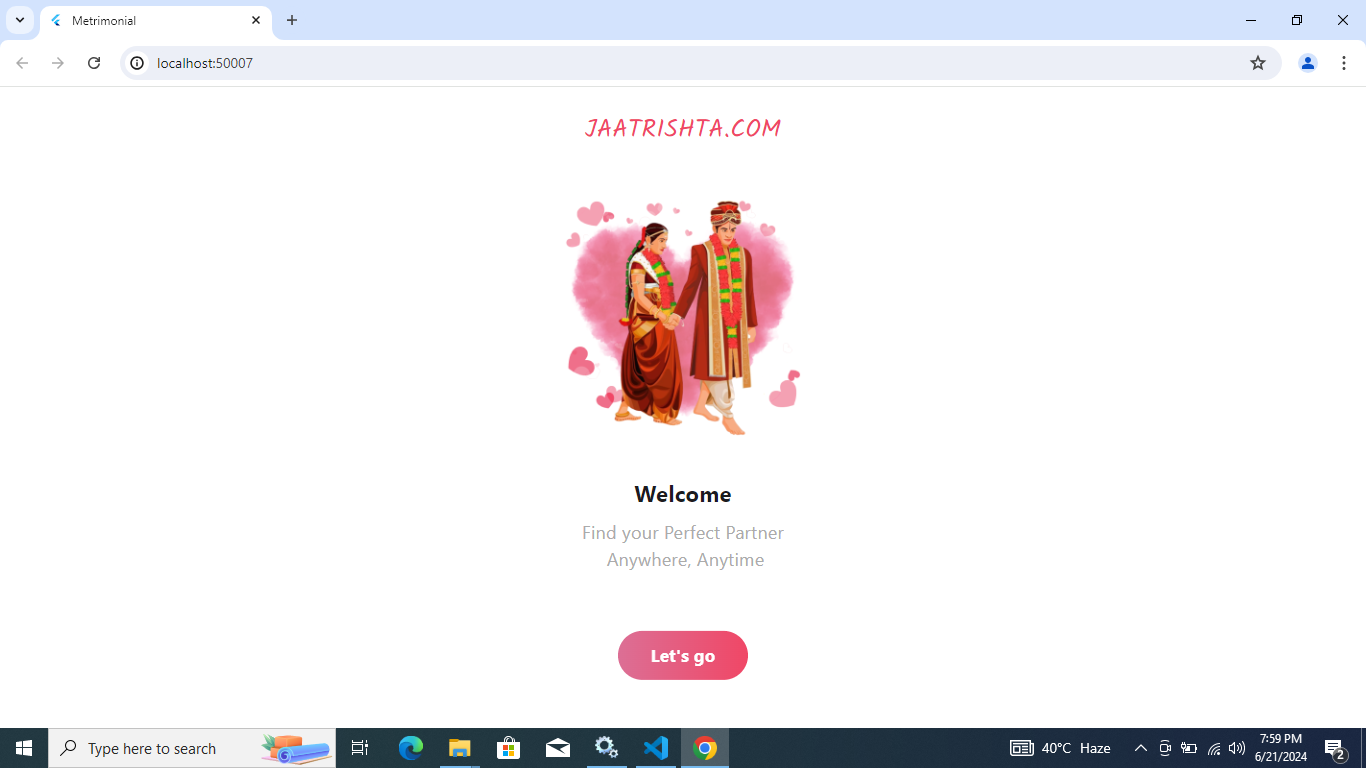 Metrimonial
localhost:50007
JAATRISHTA.COM
Welcome
Find your Perfect Partner
Anywhere, Anytime
Let's go
Type here to search
40°C Haze
7:59 PM
6/21/2024
2